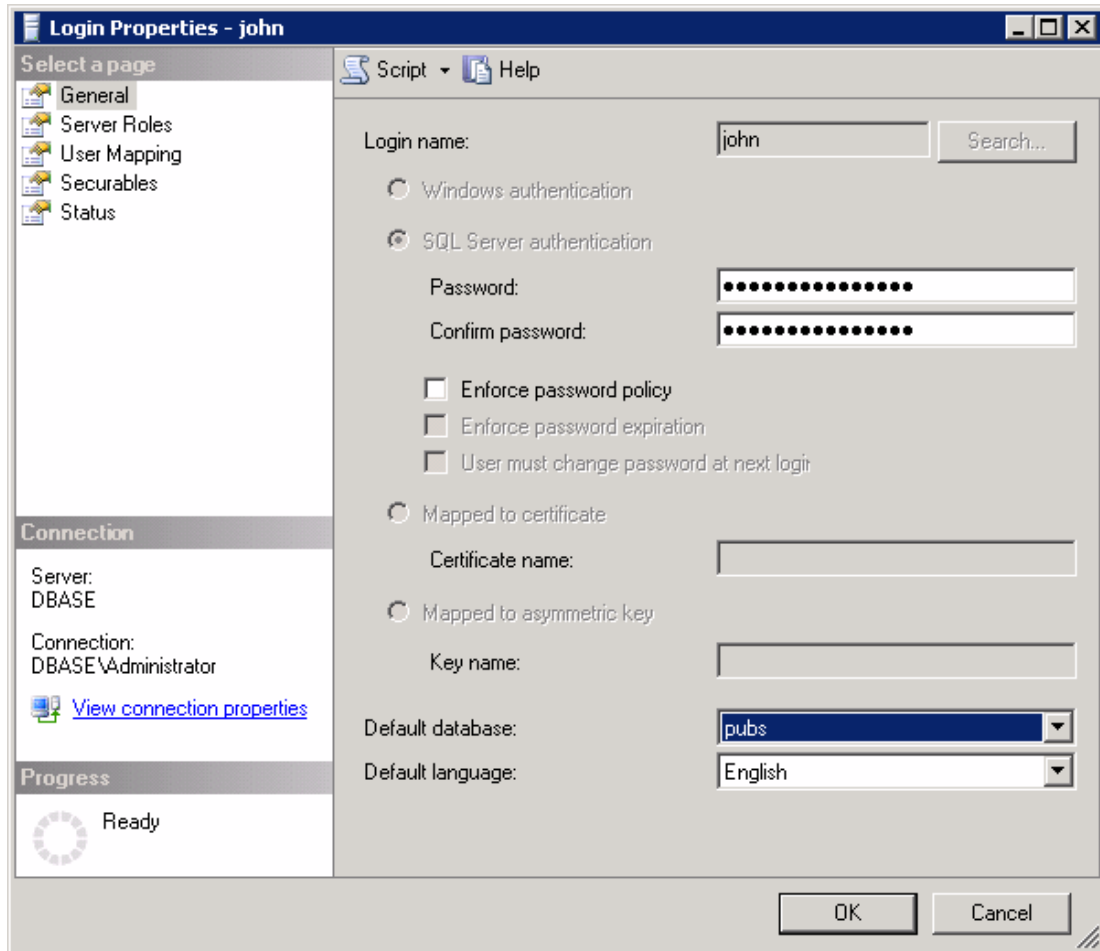 Login Properties - john
Select a page
General
Server Roles
User Mapping
Securables
Status
Connection
Server:
DBASE
Connection:
DBASE\Administrator
View connection properties
Progress
Ready
Script Help
Login name: john Search...
Windows authentication
SQL Server authentication
Password: ●●●●●●●●●●●●●●●
Confirm password: ●●●●●●●●●●●●●●●
Enforce password policy
Enforce password expiration
User must change password at next login
Mapped to certificate
Certificate name:
Mapped to asymmetric key
Key name:
Default database: pubs
Default language: English
OK Cancel